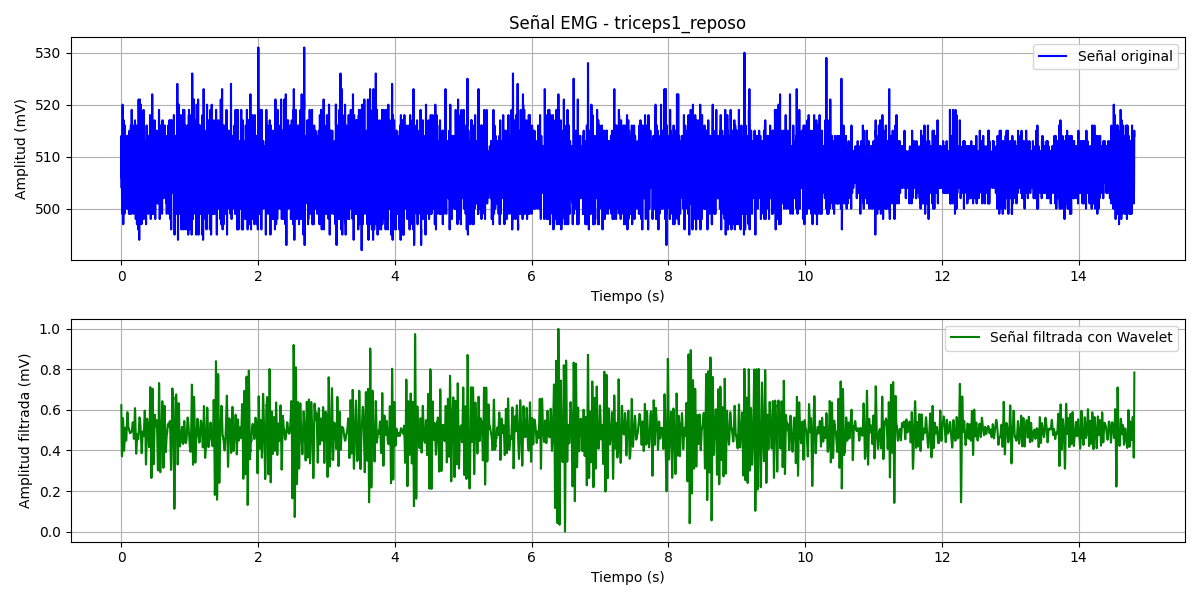 Señal EMG - triceps1_reposo
Señal original
Amplitud (mV)
530
520
510
500
0 2 4 6 8 10 12 14
Tiempo (s)
Señal filtrada con Wavelet
Amplitud filtrada (mV)
1.0
0.8
0.6
0.4
0.2
0.0
0 2 4 6 8 10 12 14
Tiempo (s)